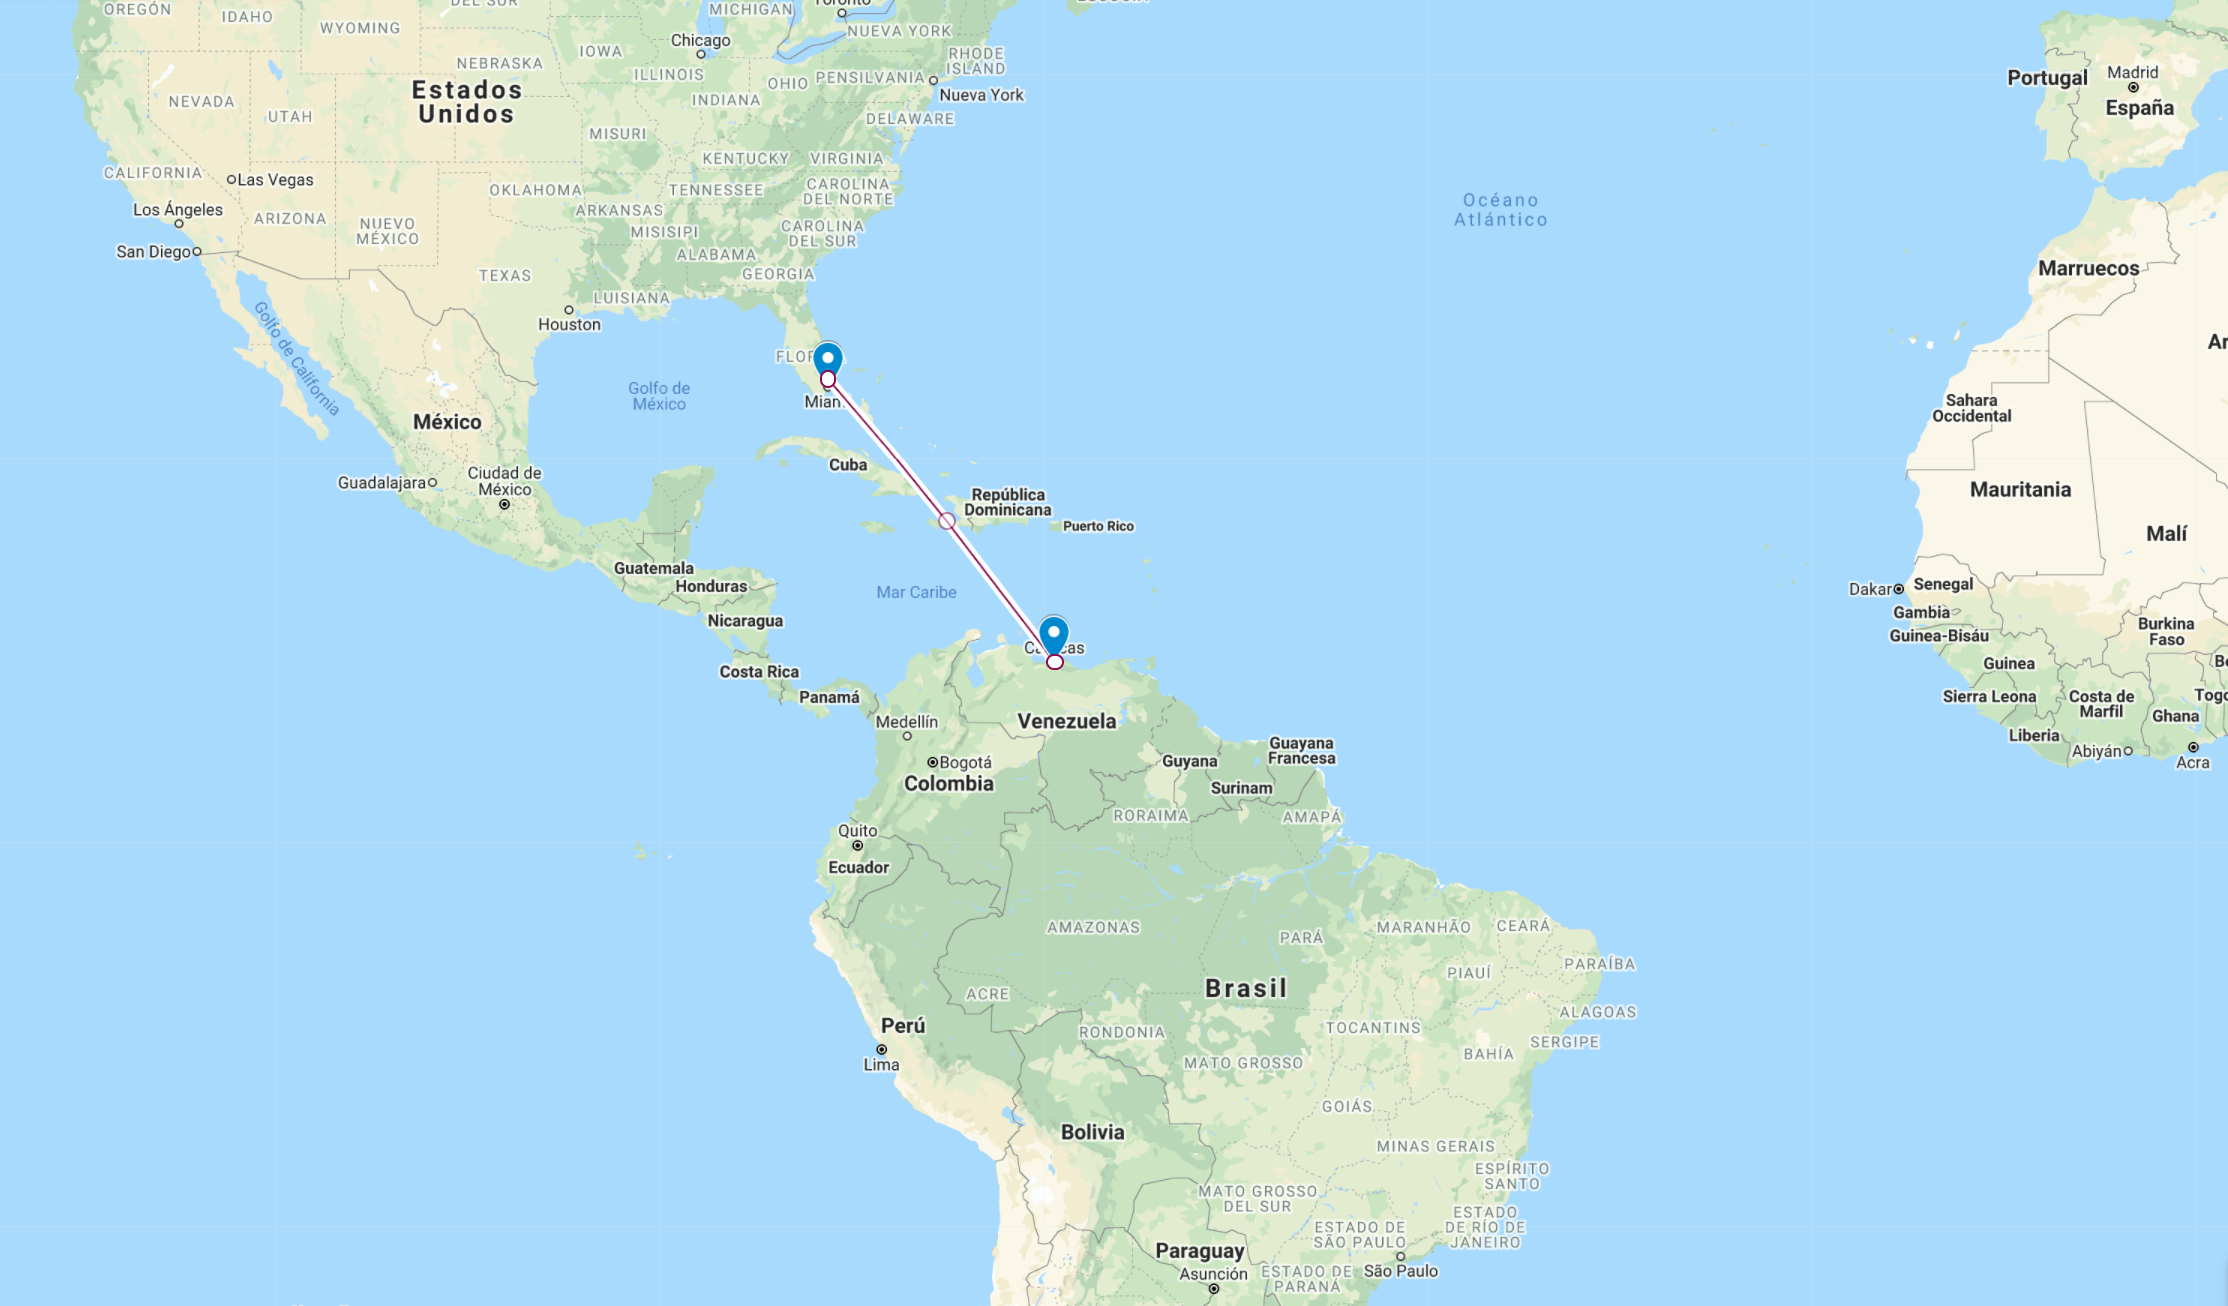 OREGÓN
IDAHO
WYOMING
MICHIGAN
Toronto
NUEVA YORK
Chicago
IOWA
NEBRASKA
ILLINOIS
OHIO
PENSILVANIA
RHODE
ISLAND
Nueva York
NEVADA
UTAH
Estados
Unidos
INDIANA
DELAWARE
MISURI
KENTUCKY
VIRGINIA
CALIFORNIA
Las Vegas
OKLAHOMA
TENNESSEE
CAROLINA
DEL NORTE
Los Ángeles
ARIZONA
NUEVO
MÉXICO
ARKANSAS
MISISIPI
CAROLINA
DEL SUR
San Diego
ALABAMA
TEXAS
GEORGIA
LUISIANA
Houston
Golfo de California
Golfo de
México
Océano
Atlántico
Portugal
Madrid
España
Marruecos
México
Cuba
Guadalajara
Ciudad de
México
República
Dominicana
Puerto Rico
Sahara
Occidental
Mauritania
Malí
Guatemala
Honduras
Mar Caribe
Nicaragua
Dakar
Senegal
Gambia
Guinea-Bisáu
Burkina
Faso
Guinea
Costa Rica
Panamá
Sierra Leona
Costa de
Marfil
Ghana
Liberia
Abiyán
Acra
Medellín
Venezuela
Bogotá
Colombia
Guyana
Guayana
Francesa
Surinam
RORAIMA
AMAPÁ
Quito
Ecuador
AMAZONAS
PARÁ
MARANHÃO
CEARÁ
PIAUÍ
PARAÍBA
ACRE
Brasil
ALAGOAS
Perú
RONDONIA
TOCANTINS
SERGIPE
Lima
MATO GROSSO
BAHÍA
GOIÁS
Bolivia
MINAS GERAIS
ESPÍRITO
SANTO
MATO GROSSO
DEL SUR
ESTADO DE
SÃO PAULO
ESTADO
DE RÍO DE
JANEIRO
Paraguay
Asunción
ESTADO DE
PARANÁ
São Paulo